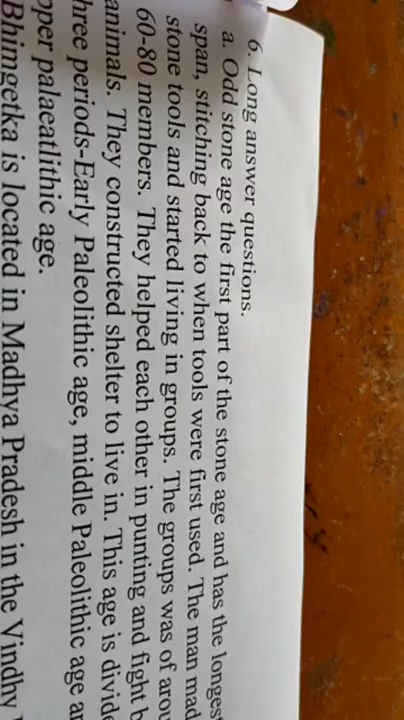 6. Long answer questions.
a. Odd stone age the first part of the stone age and has the longest
span, stitching back to when tools were first used. The man mad
stone tools and started living in groups. The groups was of arou
60-80 members. They helped each other in punting and fight b
animals. They constructed shelter to live in. This age is divide
hree periods-Early Paleolithic age, middle Paleolithic age an
pper palaeatlithic age.
Bhimgetka is located in Madhya Pradesh in the Vindhy